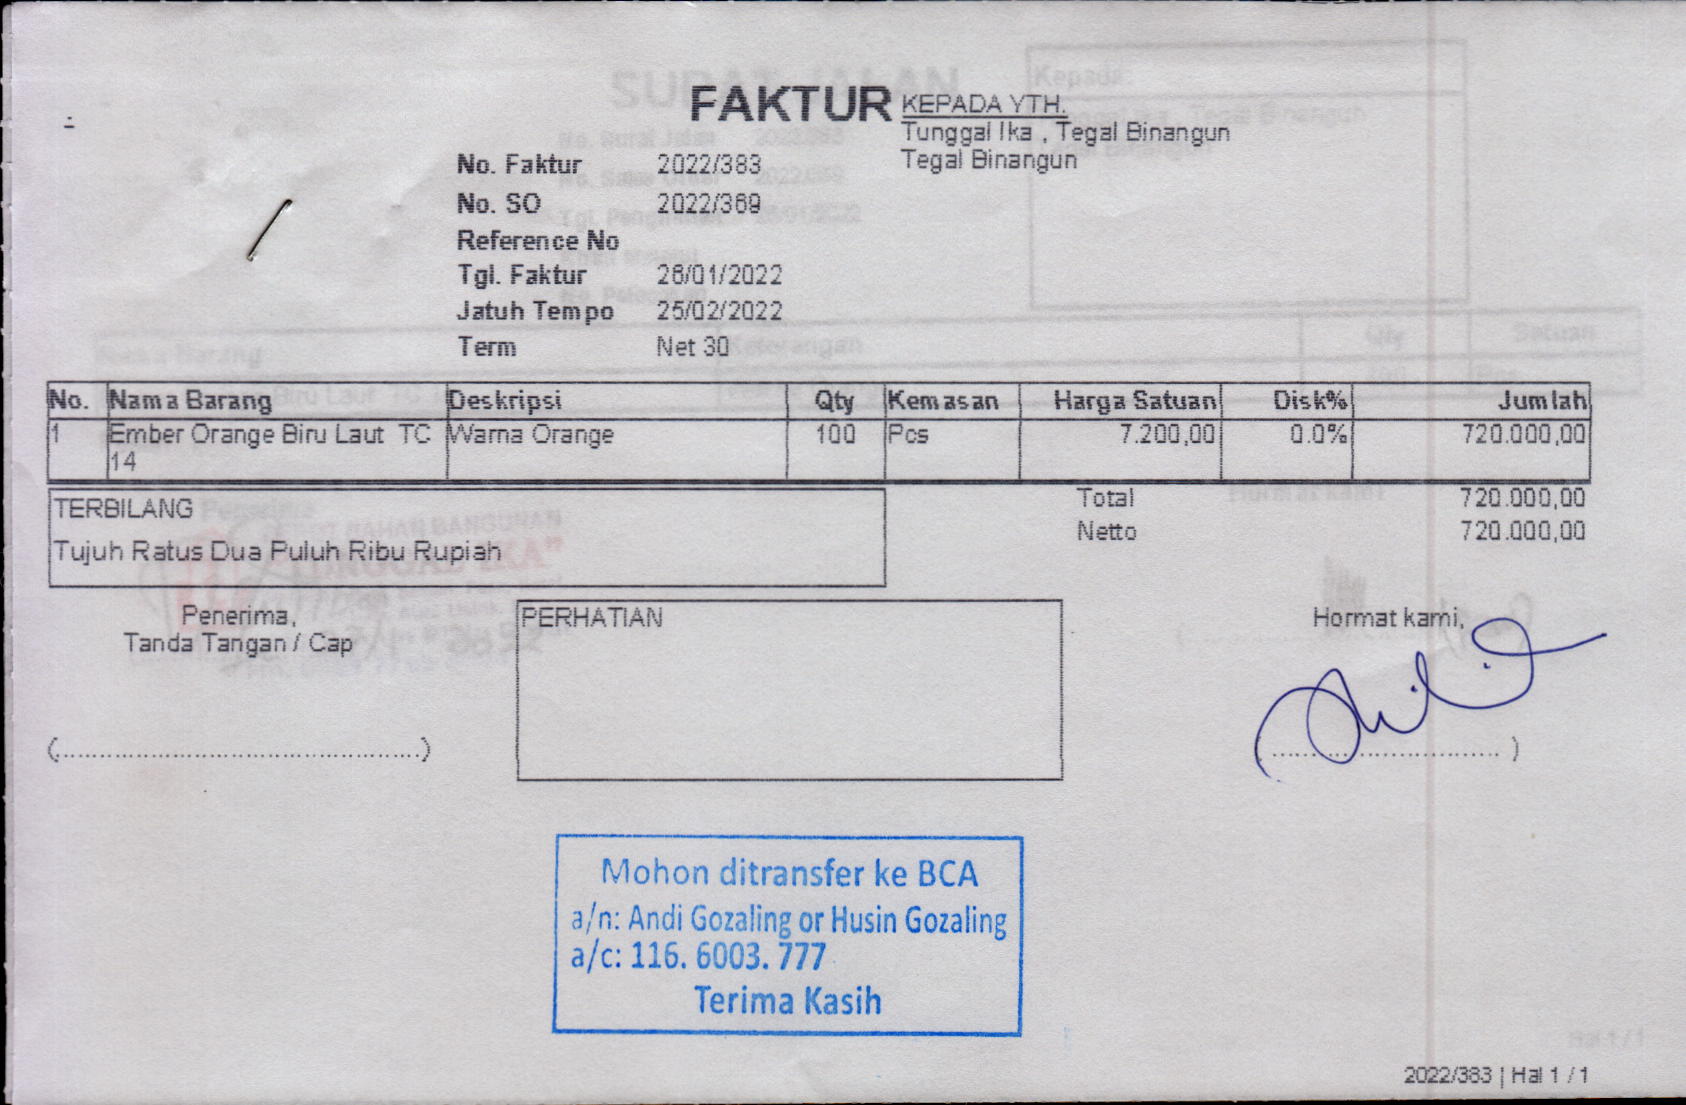 FAKTUR
KEPADA YTH.
Tunggal Ika , Tegal Binangun
Tegal Binangun
No. Faktur 2022/383
No. SO 2022/369
Reference No
Tgl. Faktur 26/01/2022
Jatuh Tempo 25/02/2022
Term Net 30
No. Nama Barang Deskripsi Qty Kemasan Harga Satuan Disk% Jumlah
1 Ember Orange Biru Laut TC Warna Orange 100 Pcs 7.200,00 0.0% 720.000,00
14
Total 720.000,00
Netto 720.000,00
TERBILANG
Tujuh Ratus Dua Puluh Ribu Rupiah
Penerima,
Tanda Tangan / Cap
(.............................................)
PERHATIAN
Hormat kami,
Mohon ditransfer ke BCA
a/n: Andi Gozaling or Husin Gozaling
a/c: 116. 6003. 777
Terima Kasih
2022/383 | Hal 1 / 1